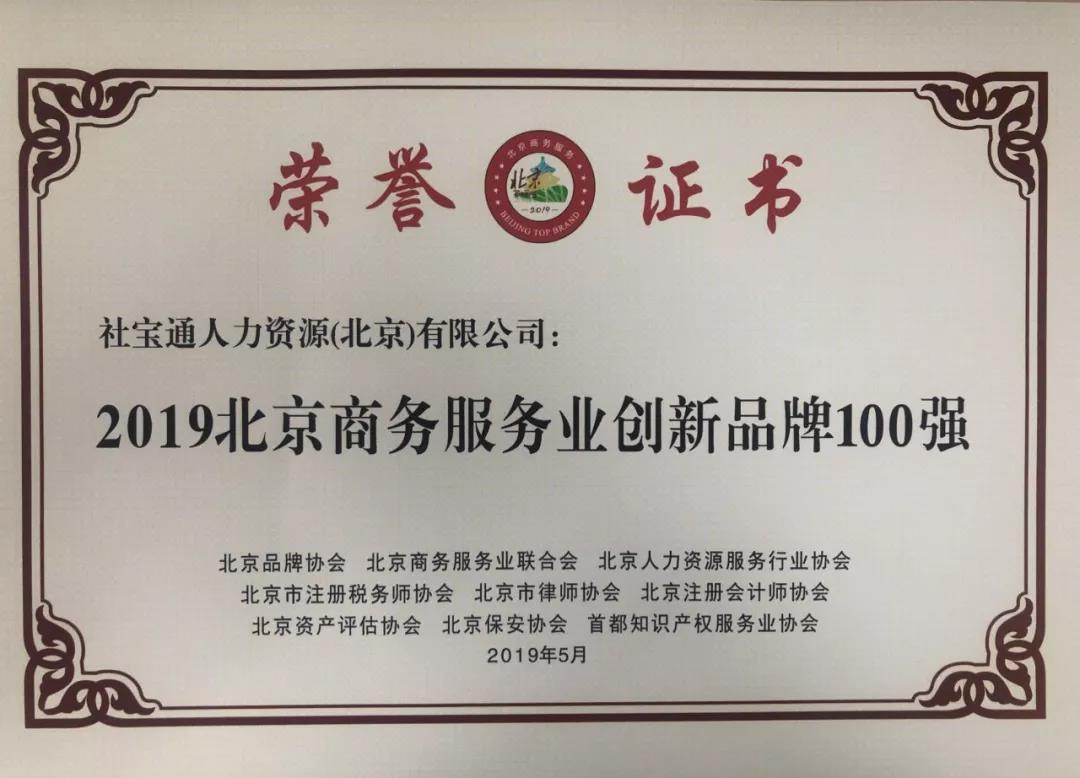 荣誉证书
北京商务服务
北京
2019
BEIJING TOP BRAND
社宝通人力资源(北京)有限公司：
2019北京商务服务业创新品牌100强
北京品牌协会 北京商务服务业联合会 北京人力资源服务行业协会
北京市注册税务师协会 北京市律师协会 北京注册会计师协会
北京资产评估协会 北京保安协会 首都知识产权服务业协会
2019年5月